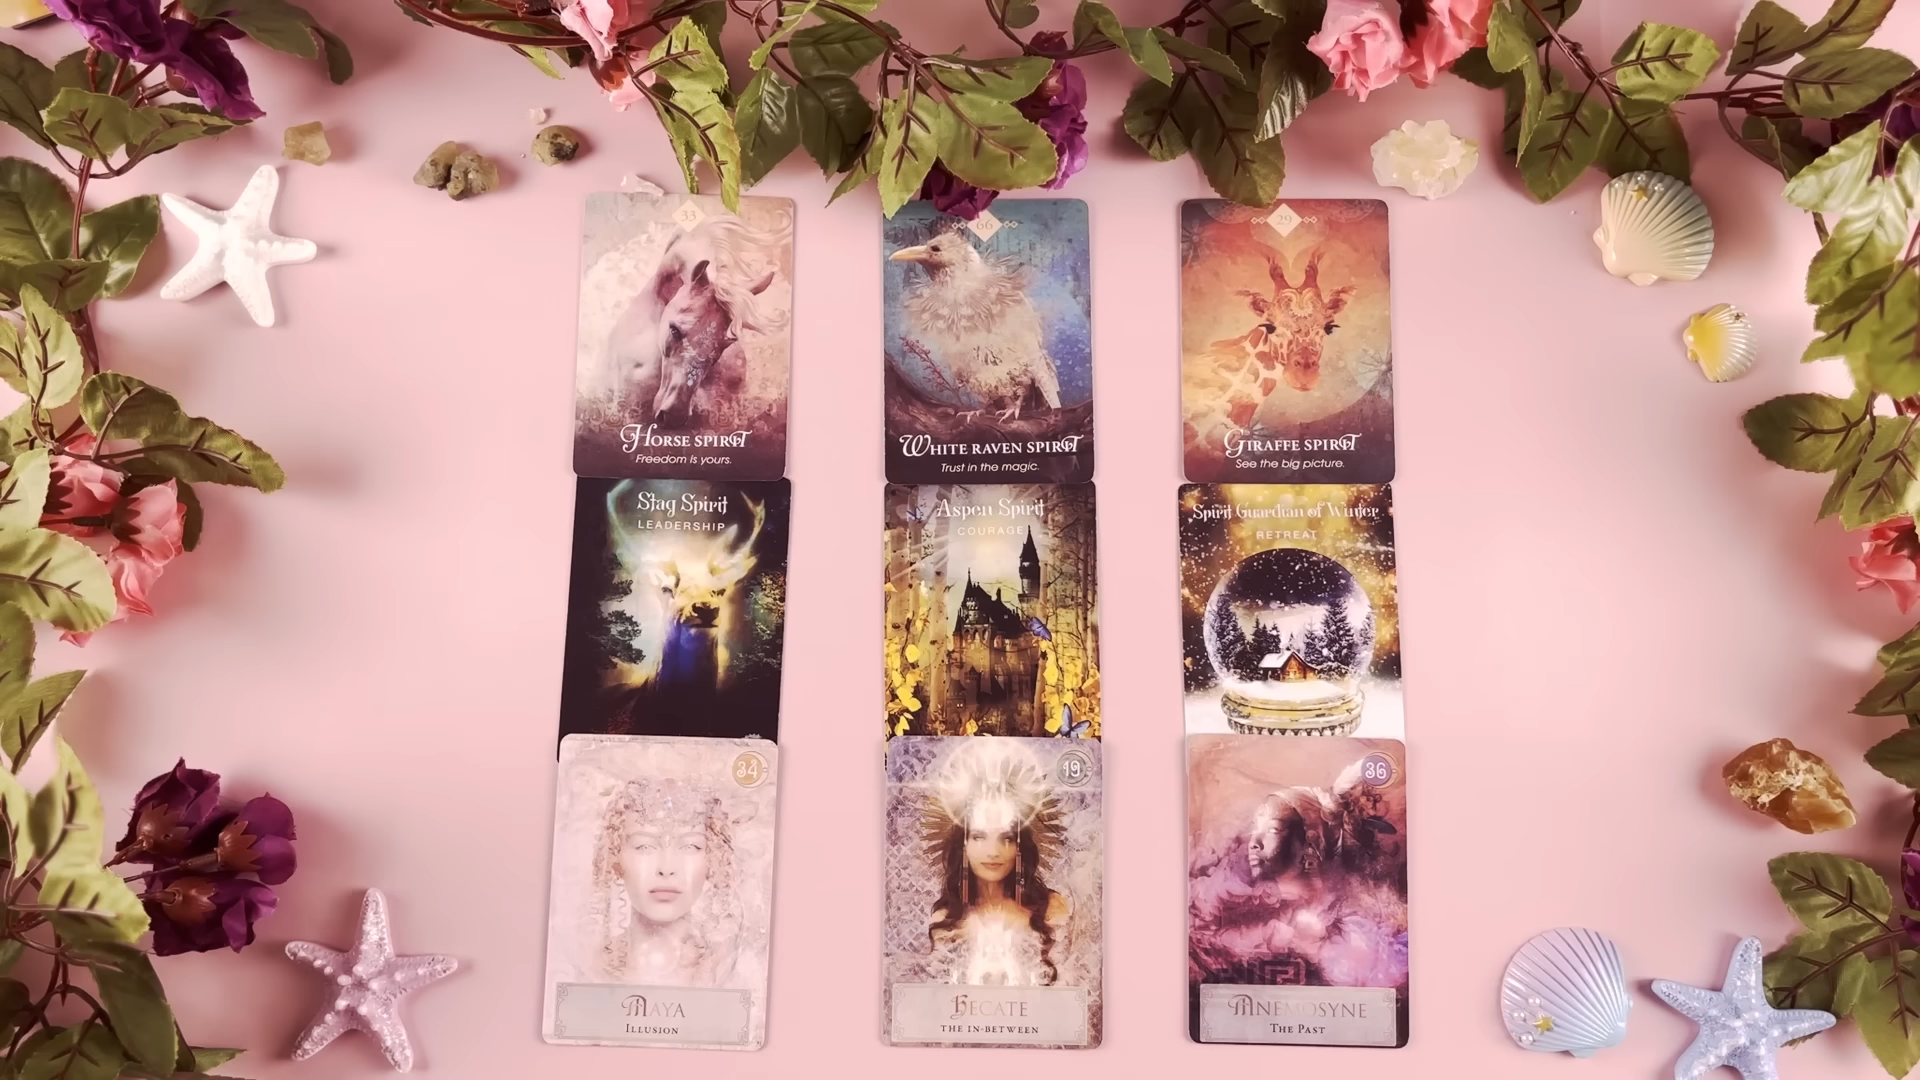 33
HORSE SPIRIT
Freedom is yours.
66
WHITE RAVEN SPIRIT
Trust in the magic.
29
GIRAFFE SPIRIT
See the big picture.
Stag Spirit
LEADERSHIP
Aspen Spirit
COURAGE
Spirit Guardian of Winter
RETREAT
34
MAYA
ILLUSION
19
HECATE
THE IN-BETWEEN
36
MNEMOSYNE
THE PAST